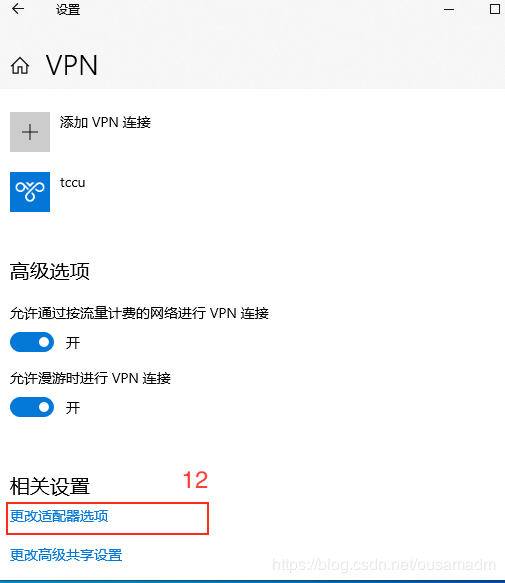 设置
VPN
添加 VPN 连接
tccu
高级选项
允许通过按流量计费的网络进行 VPN 连接
开
允许漫游时进行 VPN 连接
开
相关设置
12
更改适配器选项
更改高级共享设置
https://blog.csdn.net/ousamadm